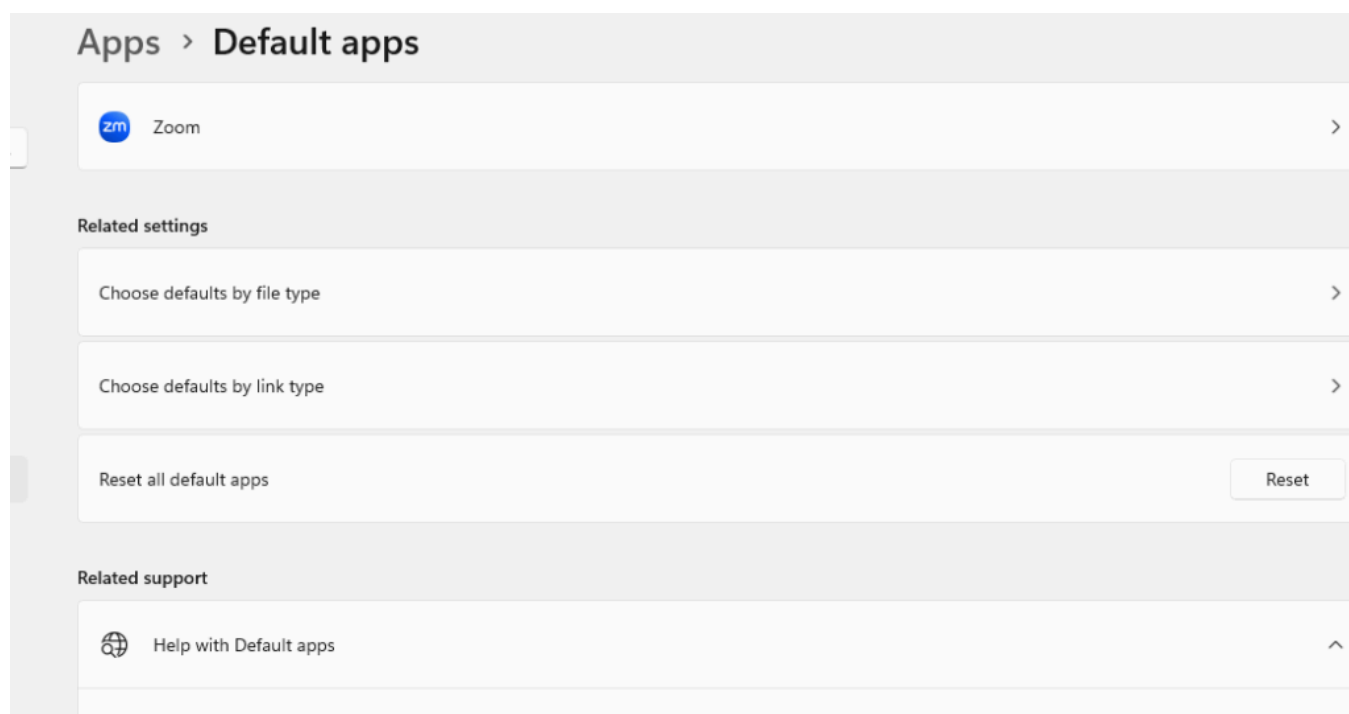 Apps > Default apps
zm Zoom
Related settings
Choose defaults by file type
Choose defaults by link type
Reset all default apps Reset
Related support
Help with Default apps